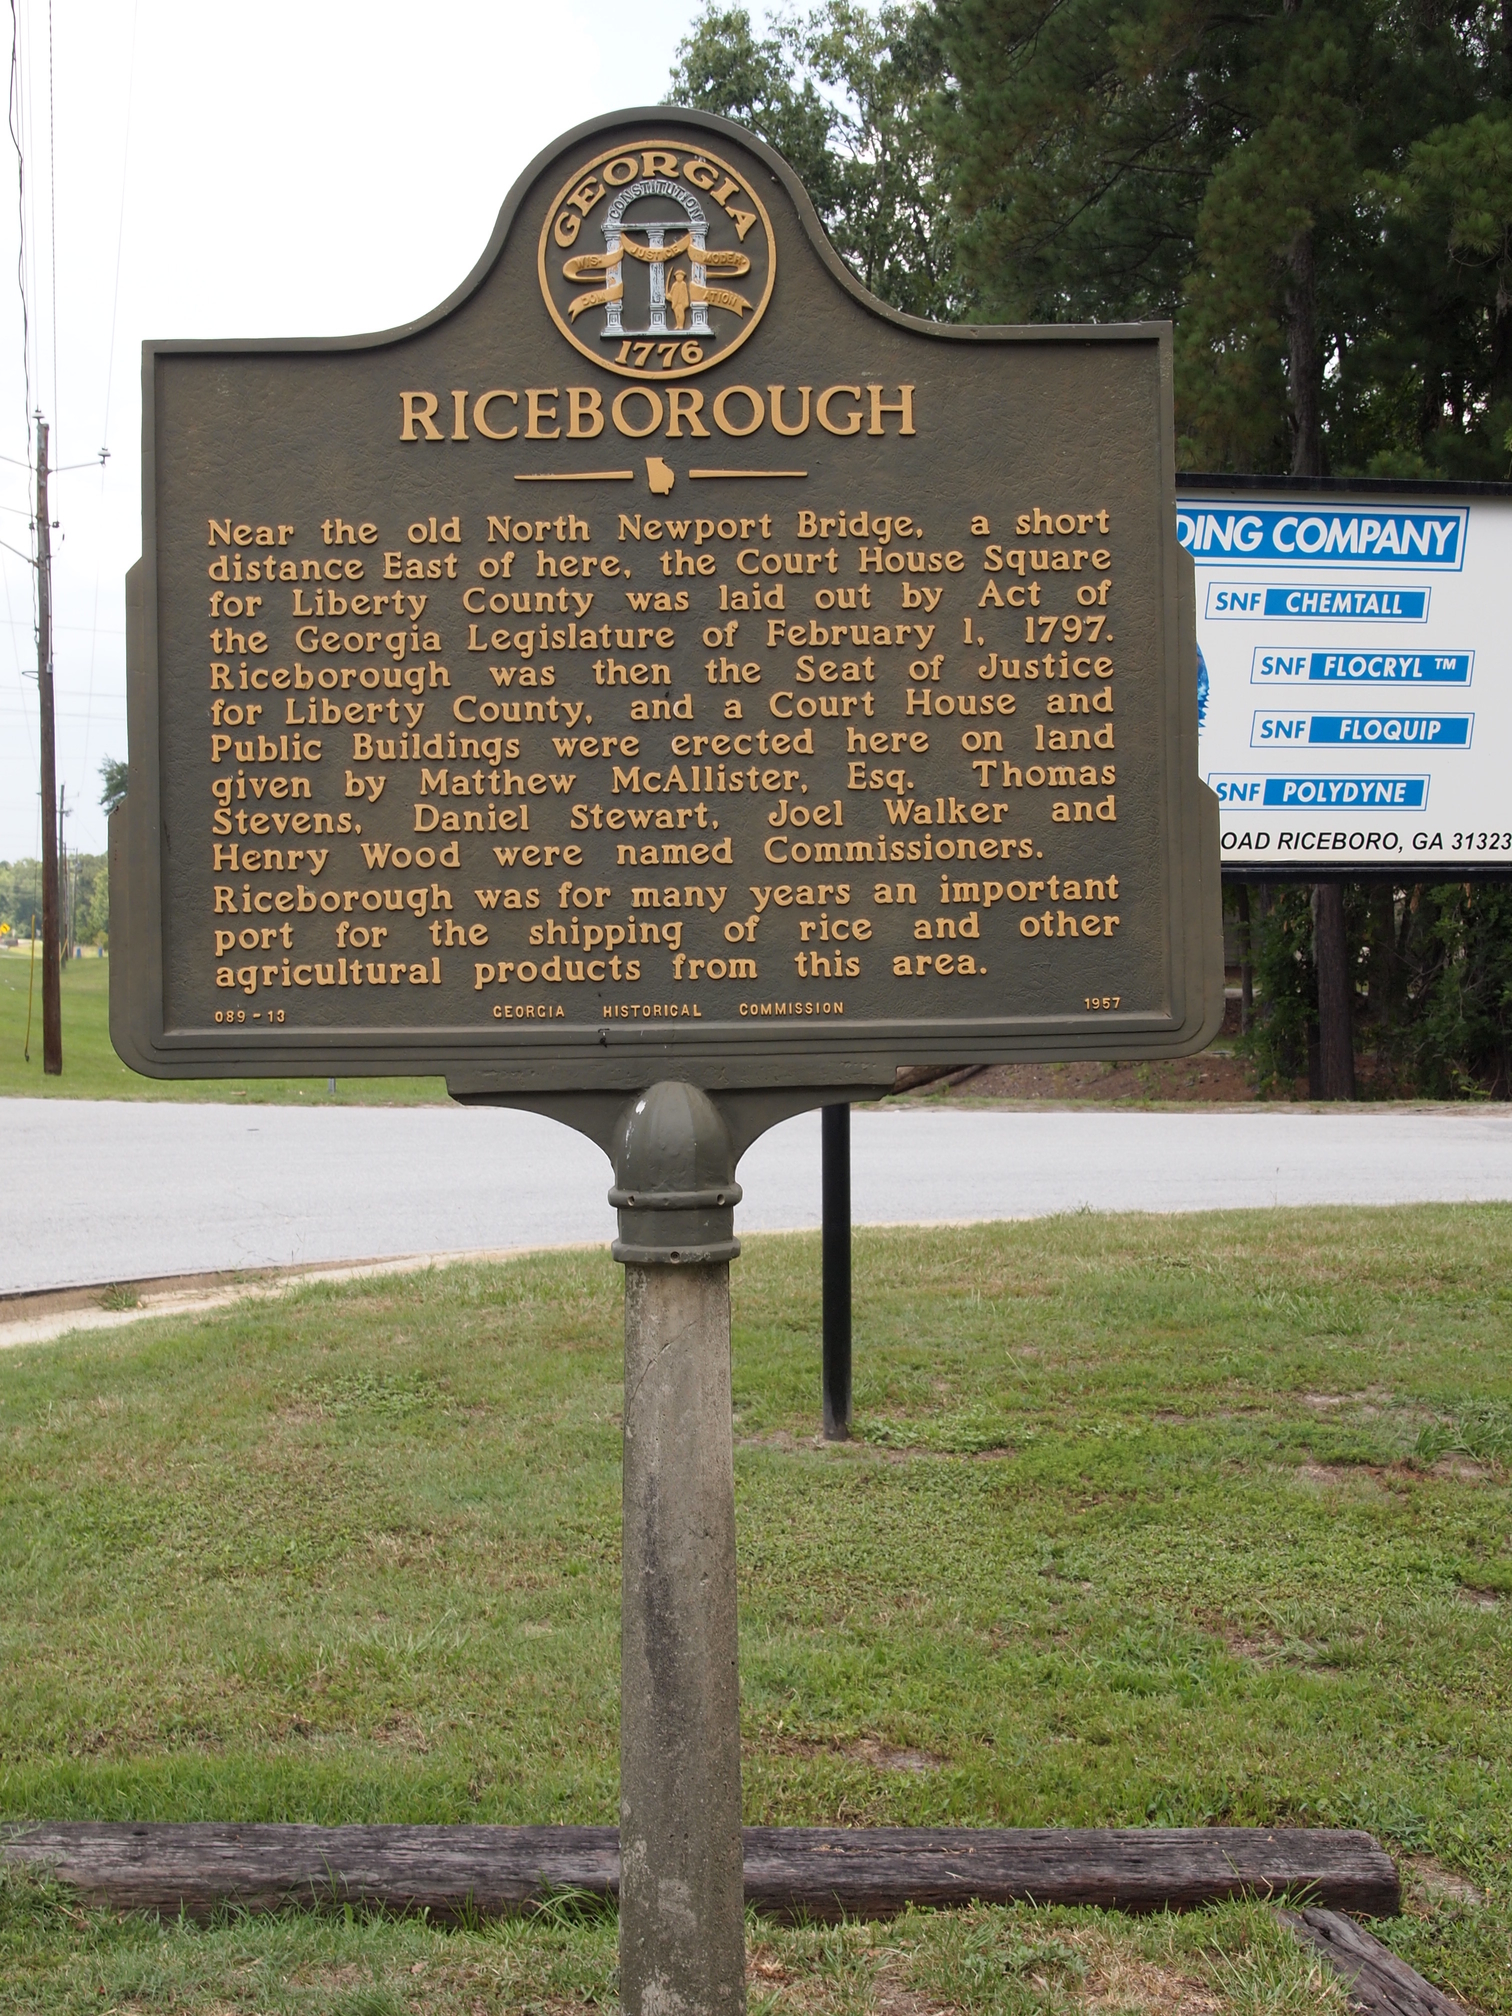 GEORGIA
CONSTITUTION
WIS- JUSTICE MODER
DOM ATION
1776
RICEBOROUGH
Near the old North Newport Bridge, a short
distance East of here, the Court House Square
for Liberty County was laid out by Act of
the Georgia Legislature of February 1, 1797.
Riceborough was then the Seat of Justice
for Liberty County, and a Court House and
Public Buildings were erected here on land
given by Matthew McAllister, Esq. Thomas
Stevens, Daniel Stewart, Joel Walker and
Henry Wood were named Commissioners.
Riceborough was for many years an important
port for the shipping of rice and other
agricultural products from this area.
089-13 GEORGIA HISTORICAL COMMISSION 1957
DING COMPANY
SNF CHEMTALL
SNF FLOCRYL ™
SNF FLOQUIP
SNF POLYDYNE
OAD RICEBORO, GA 31323